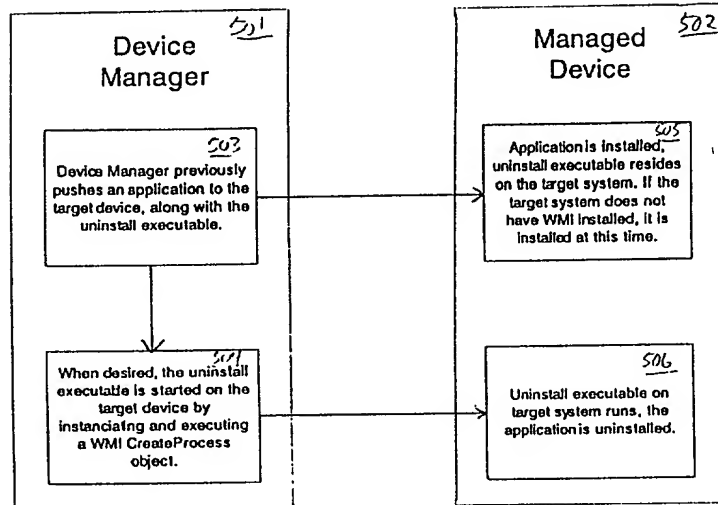 501
Device
Manager
502
Managed
Device
503
Device Manager previously
pushes an application to the
target device, along with the
uninstall executable.
505
Application is installed,
uninstall executable resides
on the target system. If the
target system does not
have WMI installed, it is
installed at this time.
504
When desired, the uninstall
executable is started on the
target device by
instanciating and executing
a WMI CreateProcess
object.
506
Uninstall executable on
target system runs, the
application is uninstalled.